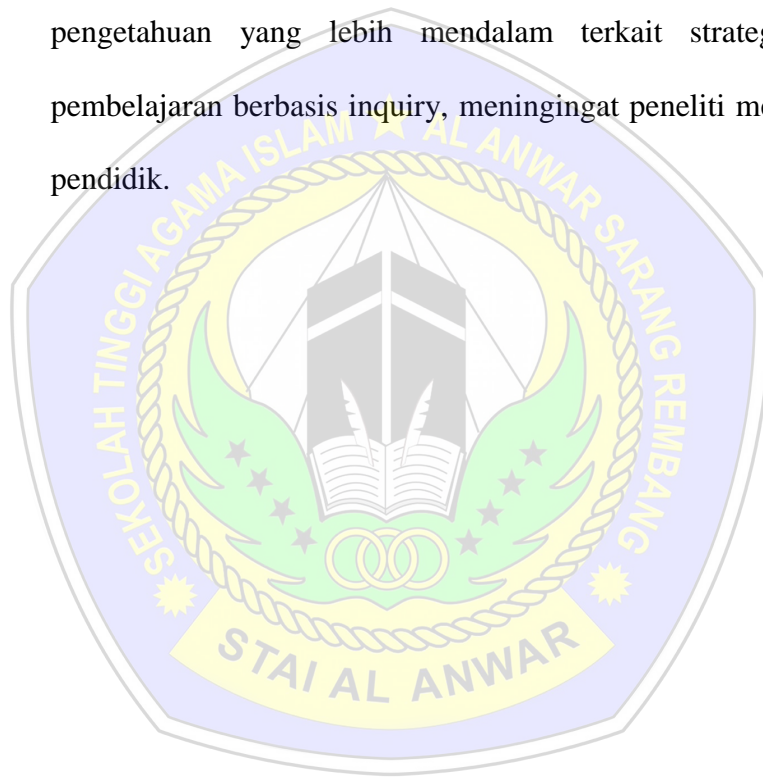 pengetahuan yang lebih mendalam terkait
pembelajaran berbasis inquiry, meningingat peneliti
pendidik.
SEKOLAH TINGGI AGAMA ISLAM ★ AL ANWAR SARANG REMBANG
STAI AL ANWAR